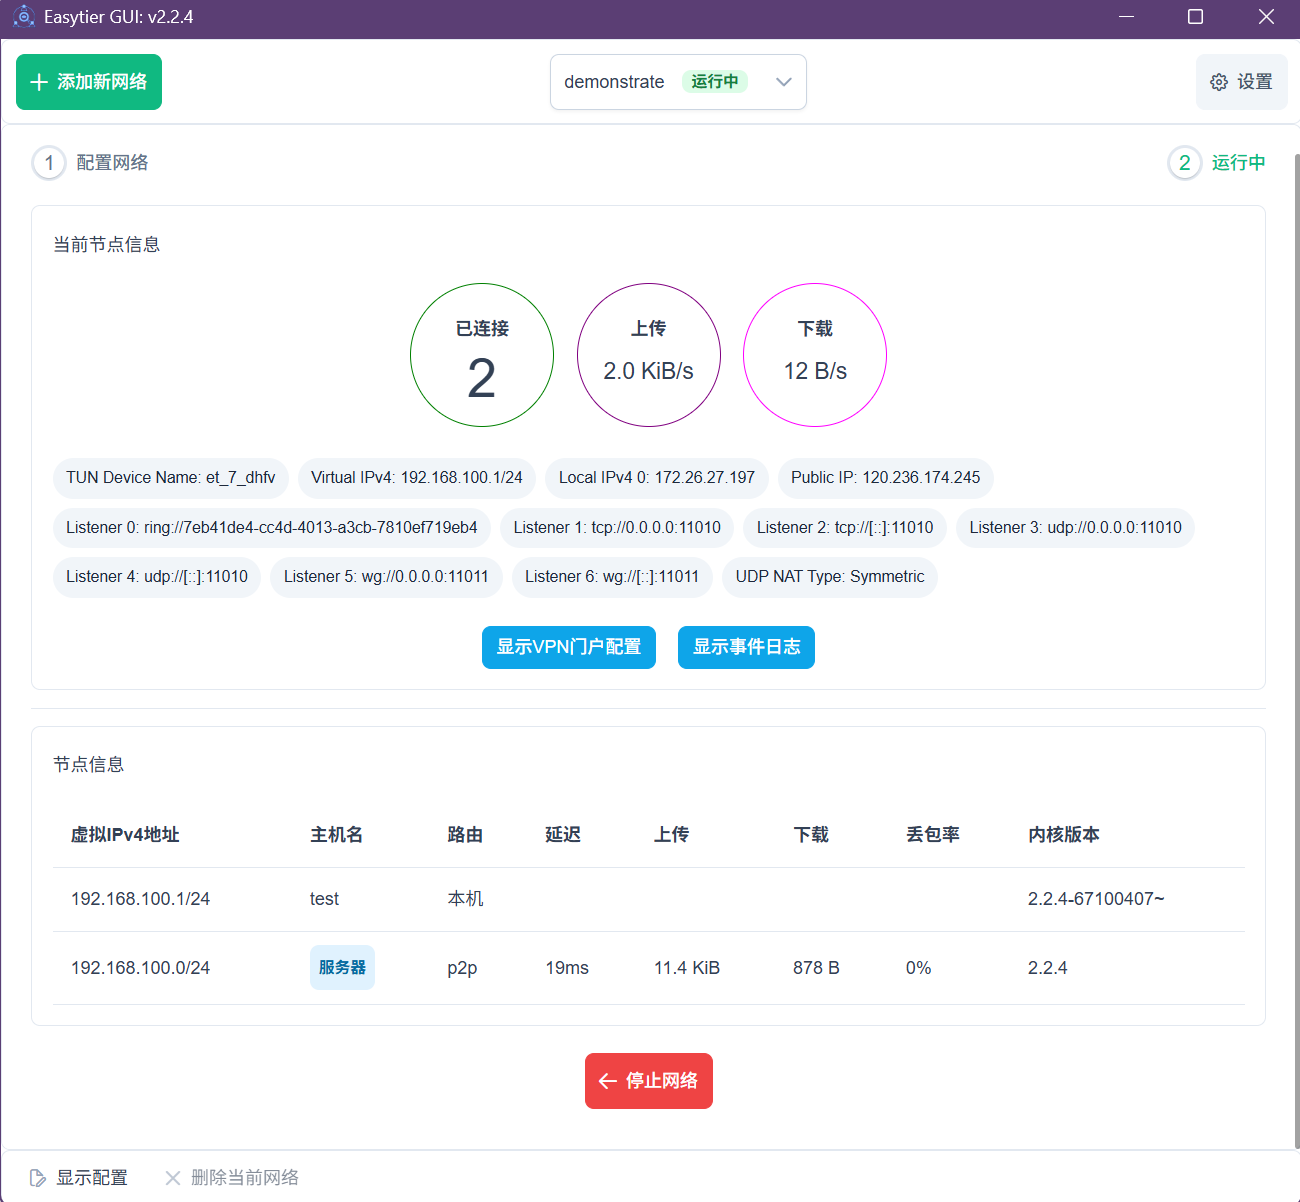 Easytier GUI: v2.2.4
添加新网络
demonstrate 运行中
设置
1 配置网络
2 运行中
当前节点信息
已连接 上传 下载
2 2.0 KiB/s 12 B/s
TUN Device Name: et_7_dhfv Virtual IPv4: 192.168.100.1/24 Local IPv4 0: 172.26.27.197 Public IP: 120.236.174.245
Listener 0: ring://7eb41de4-cc4d-4013-a3cb-7810ef719eb4 Listener 1: tcp://0.0.0.0:11010 Listener 2: tcp://[::]:11010 Listener 3: udp://0.0.0.0:11010
Listener 4: udp://[::]:11010 Listener 5: wg://0.0.0.0:11011 Listener 6: wg://[::]:11011 UDP NAT Type: Symmetric
显示VPN门户配置 显示事件日志
节点信息
虚拟IPv4地址 主机名 路由 延迟 上传 下载 丢包率 内核版本
192.168.100.1/24 test 本机 2.2.4-67100407~
192.168.100.0/24 服务器 p2p 19ms 11.4 KiB 878 B 0% 2.2.4
停止网络
显示配置 删除当前网络